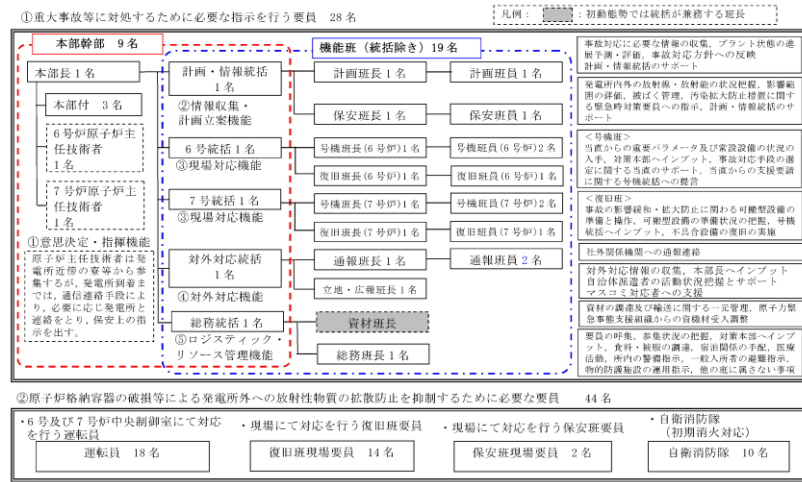 ①重大事故等に対処するために必要な指示を行う要員　28 名
凡例：　：初動態勢では統括が兼務する班長
本部幹部　9名
機能班（統括除き）19名
本部長1名
本部付　3名
6号炉原子炉主
任技術者
1名
7号炉原子炉主
任技術者
1名
①意思決定・指揮機能
原子炉主任技術者は発
電所近傍の寮等から参
集するが，発電所到着ま
では，通信連絡手段によ
り，必要に応じ発電所と
連絡をとり，保安上の指
示を出す。
計画・情報統括
1名
②情報収集・
計画立案機能
6号統括1名
③現場対応機能
7号統括1名
③現場対応機能
対外対応統括
1名
④対外対応機能
総務統括1名
⑤ロジスティック・
リソース管理機能
計画班長1名
計画班員1名
保安班長1名
保安班員1名
号機班長(6号炉)1名
号機班員(6号炉)2名
復旧班長(6号炉)1名
復旧班員(6号炉)1名
号機班長(7号炉)1名
号機班員(7号炉)2名
復旧班長(7号炉)1名
復旧班員(7号炉)1名
通報班長1名
通報班員2名
立地・広報班長1名
資材班長
総務班長1名
事故対応に必要な情報の収集，プラント状態の進
展予測・評価，事故対応方針への反映
計画・情報統括のサポート
発電所内外の放射線・放射能の状況把握，影響範
囲の評価，被ばく管理，汚染拡大防止措置に関す
る緊急時対策要員への指示，計画・情報統括のサ
ポート
＜号機班＞
当直からの重要パラメータ及び常設設備の状況の
入手，対策本部へインプット，事故対応手段の選
定に関する当直のサポート，当直からの支援要請
に関する号機統括への提言
＜復旧班＞
事故の影響緩和・拡大防止に関わる可搬型設備の
準備と操作，可搬型設備の準備状況の把握，号機
統括へインプット，不具合設備の復旧の実施
社外関係機関への通報連絡
対外対応情報の収集，本部長へインプット
自治体派遣者の活動状況把握とサポート
マスコミ対応者への支援
資材の調達及び輸送に関する一元管理，原子力緊
急事態支援組織からの資機材受入調整
要員の呼集，参集状況の把握，対策本部へインプ
ット，食料・被服の調達，宿泊関係の手配，医療
活動，所内の警備指示，一般入所者の避難指示，
物的防護施設の運用指示，他の班に属さない事項
②原子炉格納容器の破損等による発電所外への放射性物質の拡散防止を抑制するために必要な要員　44 名
・6号及び7号炉中央制御室にて対応
を行う運転員
運転員　18名
・現場にて対応を行う復旧班要員
復旧班現場要員　14名
・現場にて対応を行う保安班要員
保安班現場要員　2名
・自衛消防隊
（初期消火対応）
自衛消防隊　10名